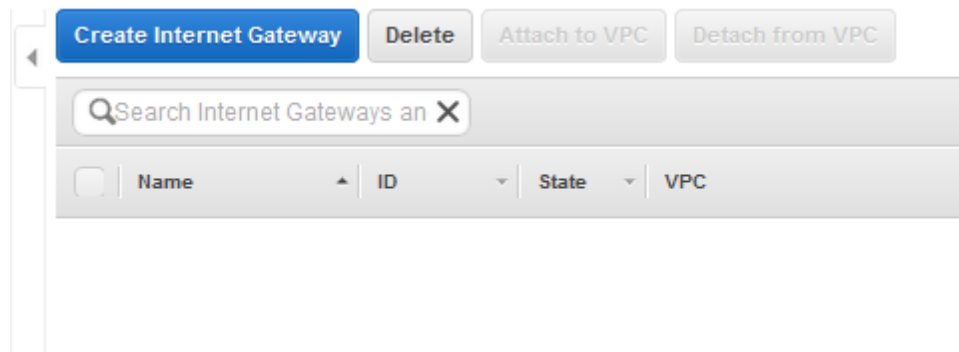 Create Internet Gateway Delete Attach to VPC Detach from VPC
Search Internet Gateways an
Name ID State VPC